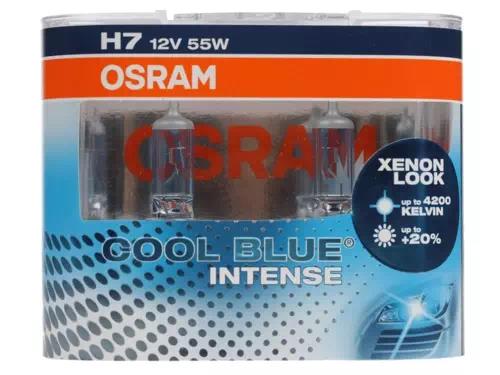 H7 12V 55W
OSRAM
OSRAM
XENON
LOOK
up to 4200
KELVIN
up to
+20%
COOL BLUE®
INTENSE